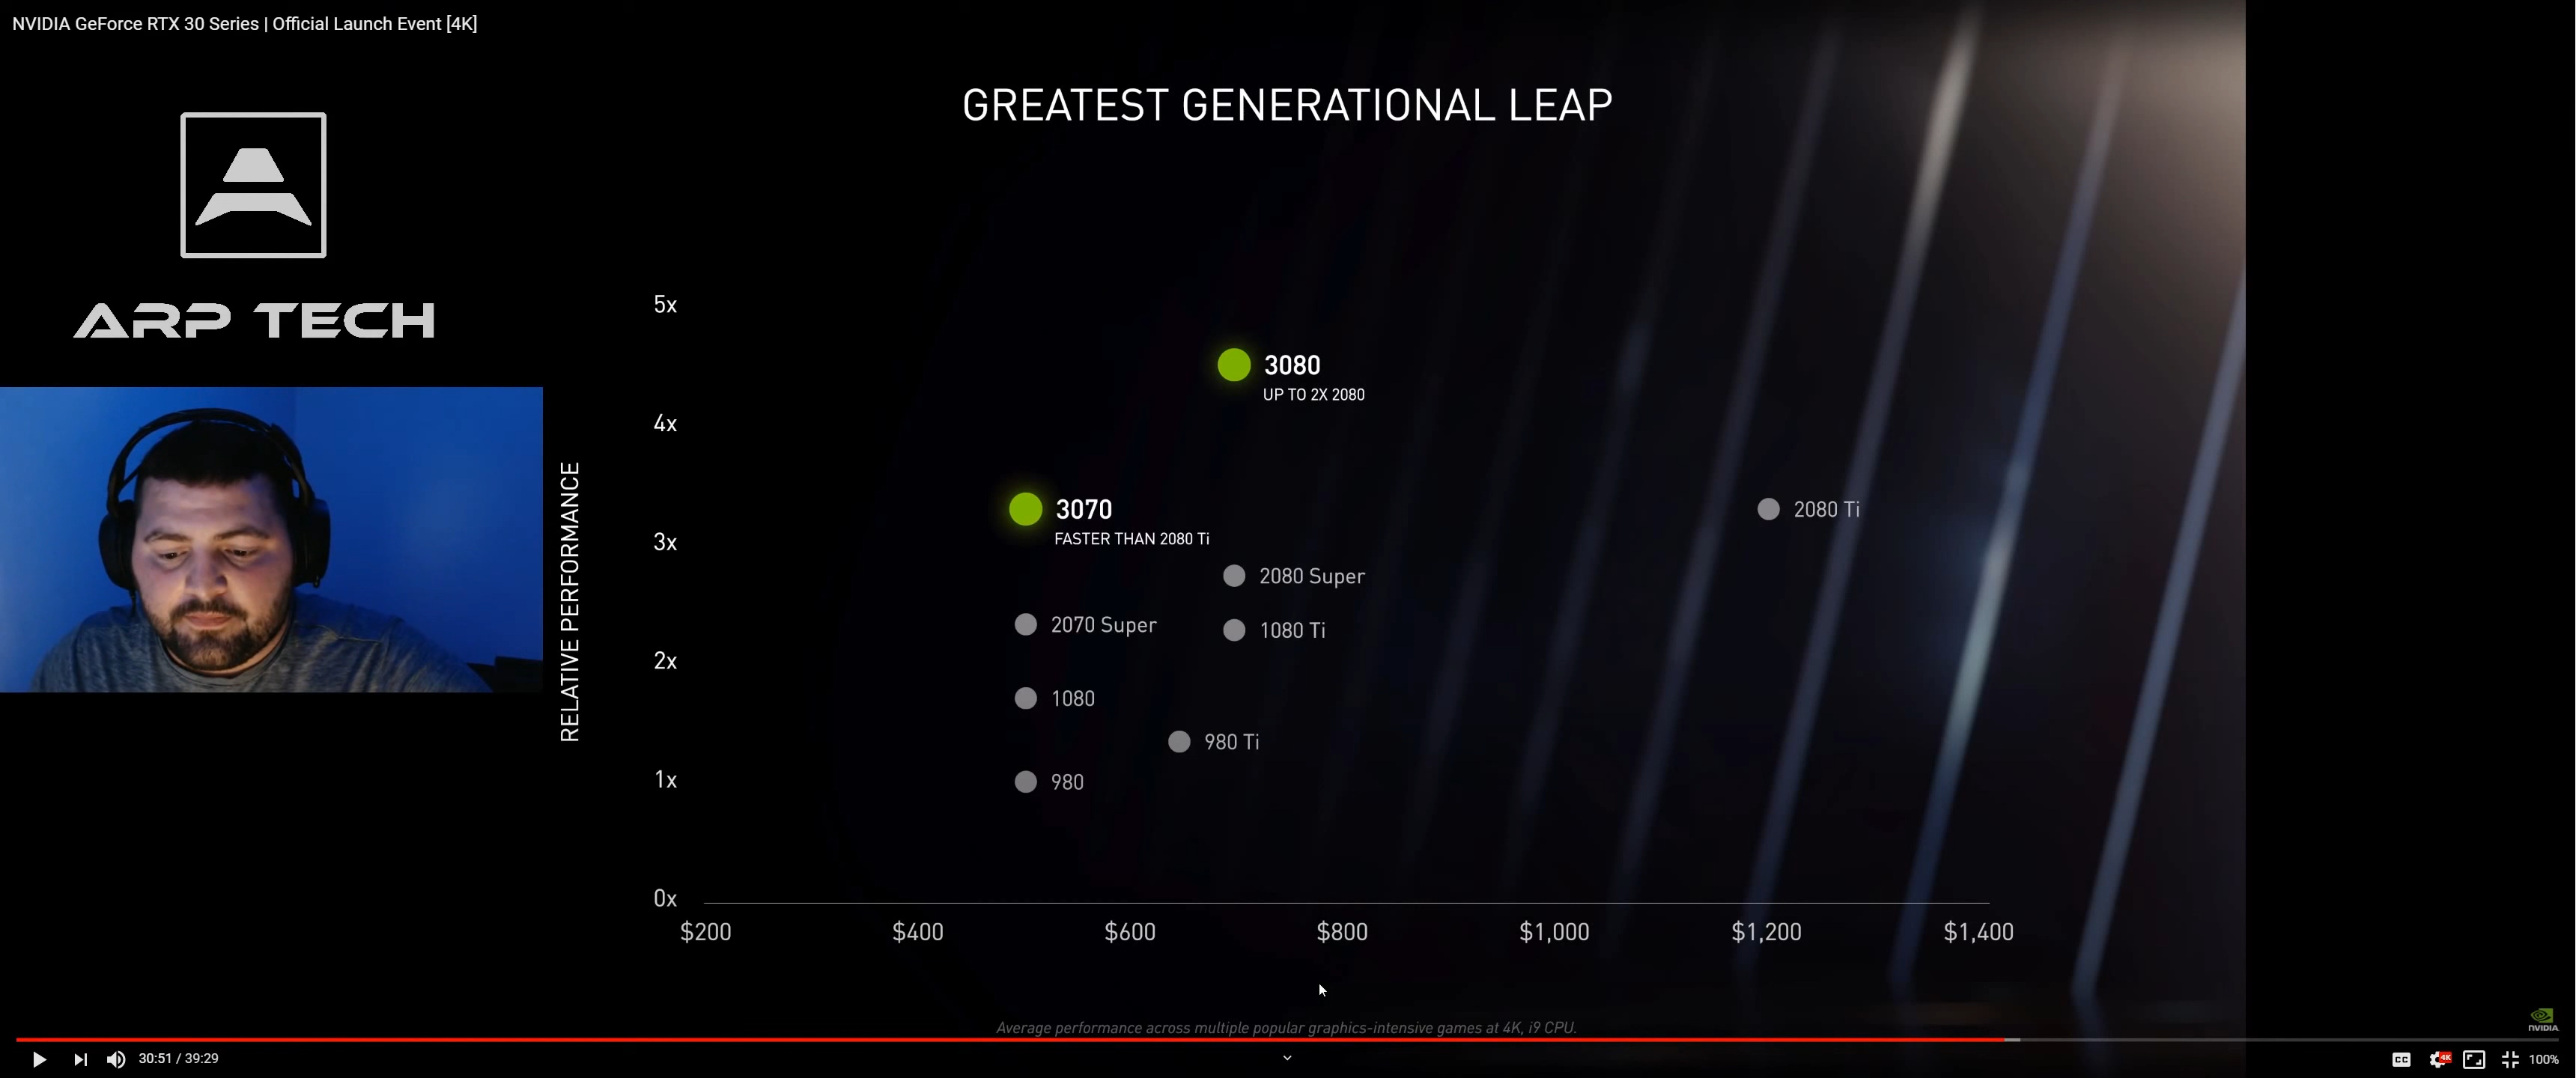 NVIDIA GeForce RTX 30 Series | Official Launch Event [4K]
GREATEST GENERATIONAL LEAP
ARP TECH
RELATIVE PERFORMANCE
5x
4x
3x
2x
1x
0x
3080
UP TO 2X 2080
3070
FASTER THAN 2080 Ti
2080 Ti
2080 Super
2070 Super
1080 Ti
1080
980 Ti
980
$200 $400 $600 $800 $1,000 $1,200 $1,400
Average performance across multiple popular graphics-intensive games at 4K, i9 CPU.
NVIDIA
30:51 / 39:29
CC
4K
100%